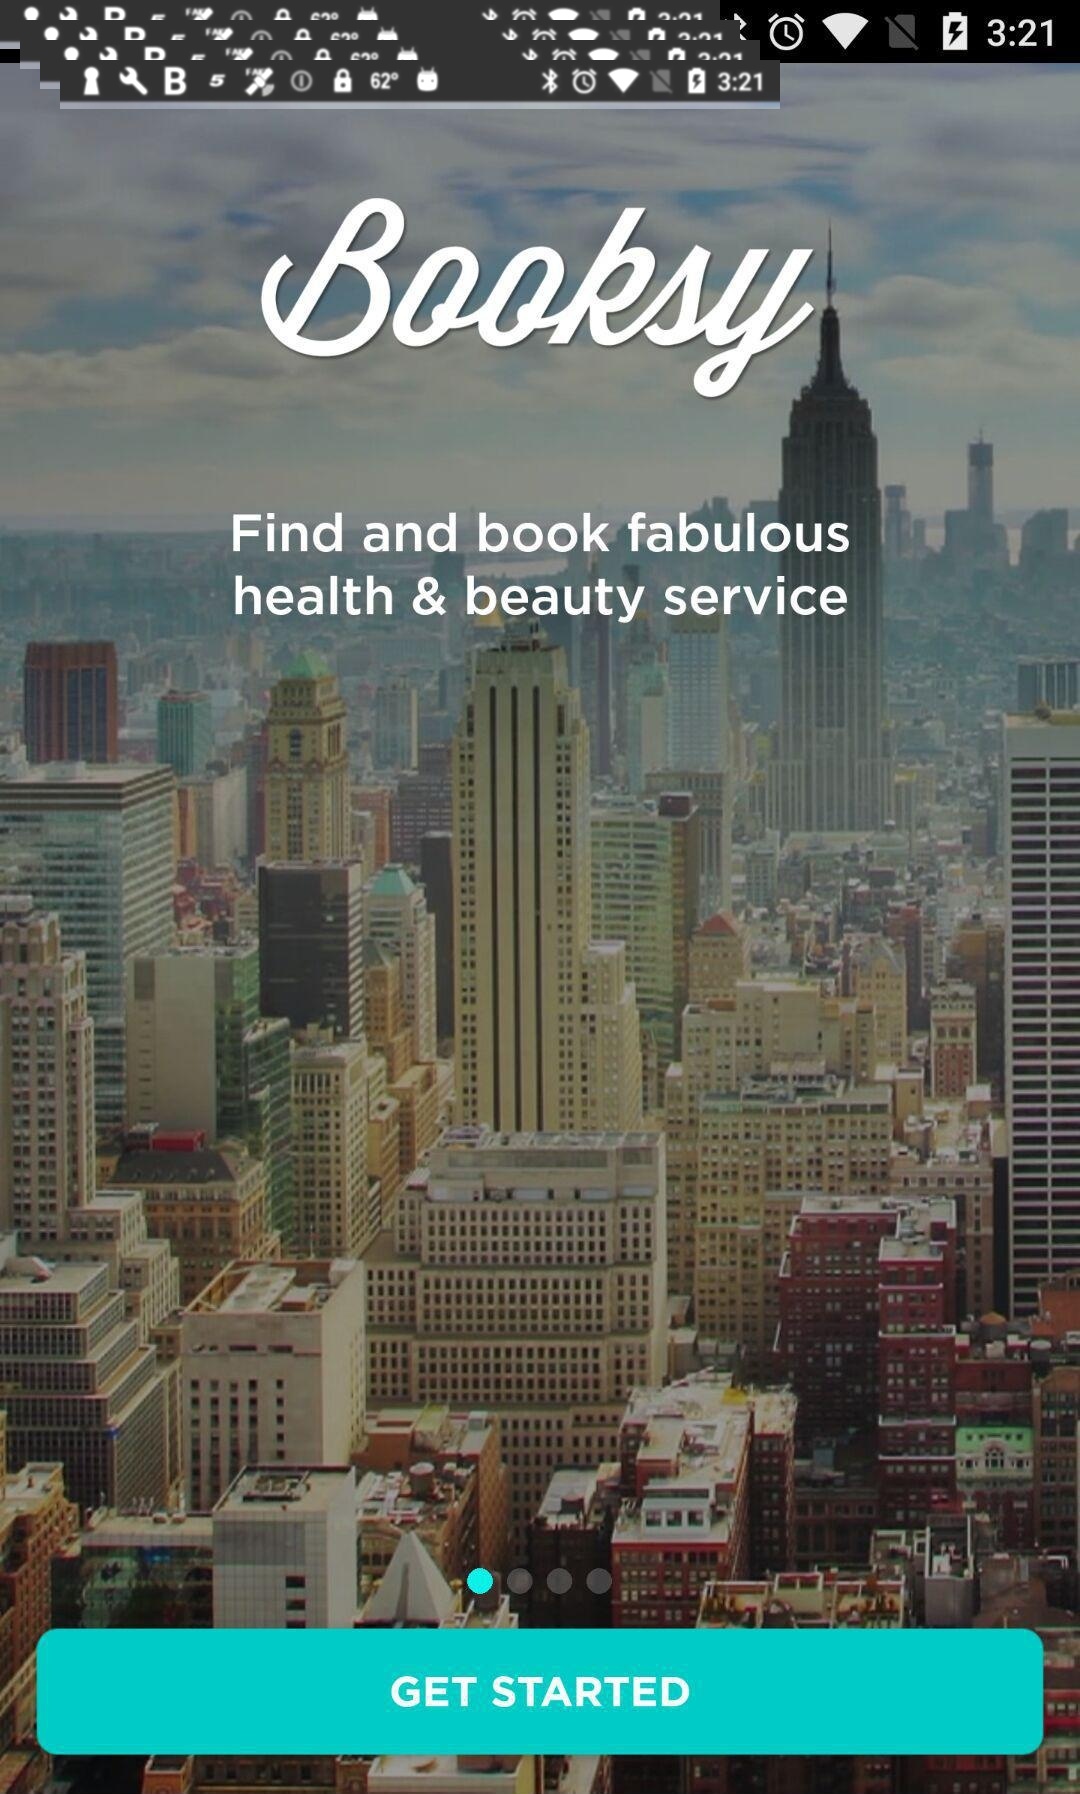 3:21
62°
3:21
Booksy
Find and book fabulous
health & beauty service
GET STARTED